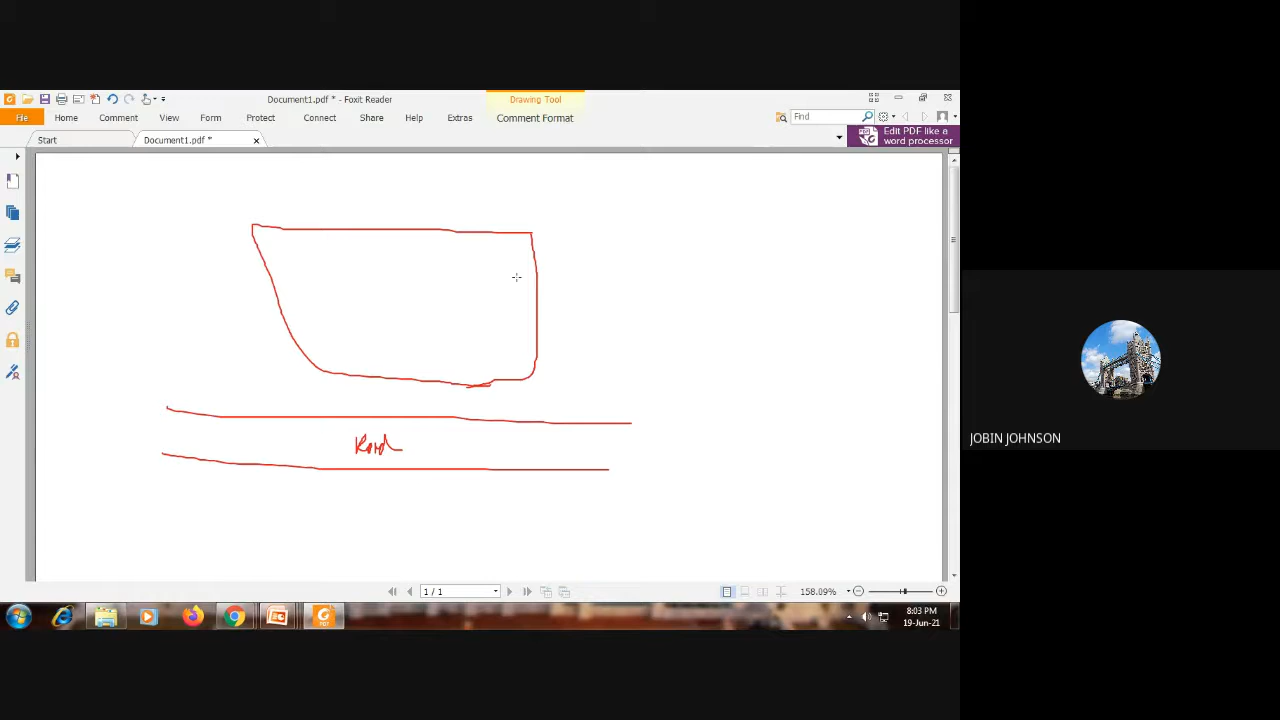 Document1.pdf * - Foxit Reader
Drawing Tool
File
Home
Comment
View
Form
Protect
Connect
Share
Help
Extras
Comment Format
Find
Start
Document1.pdf *
Edit PDF like a
word processor
Road
JOBIN JOHNSON
1 / 1
158.09%
8:03 PM
19-Jun-21